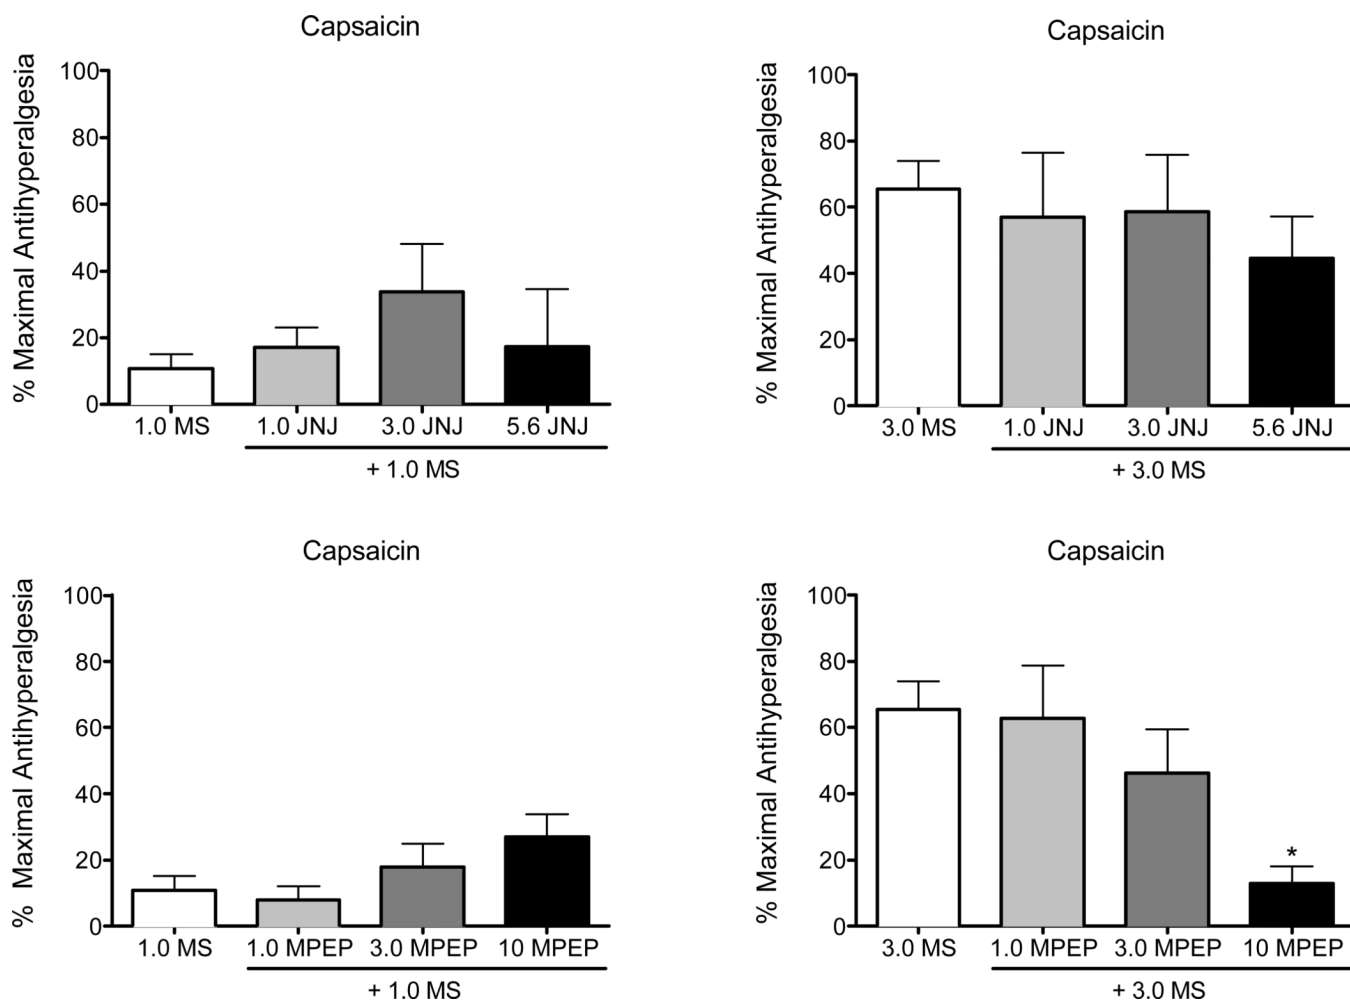 Capsaicin
% Maximal Antihyperalgesia
100
80
60
40
20
0
1.0 MS 1.0 JNJ 3.0 JNJ 5.6 JNJ
+ 1.0 MS
Capsaicin
% Maximal Antihyperalgesia
100
80
60
40
20
0
3.0 MS 1.0 JNJ 3.0 JNJ 5.6 JNJ
+ 3.0 MS
Capsaicin
% Maximal Antihyperalgesia
100
80
60
40
20
0
1.0 MS 1.0 MPEP 3.0 MPEP 10 MPEP
+ 1.0 MS
Capsaicin
% Maximal Antihyperalgesia
100
80
60
40
20
0
*
3.0 MS 1.0 MPEP 3.0 MPEP 10 MPEP
+ 3.0 MS